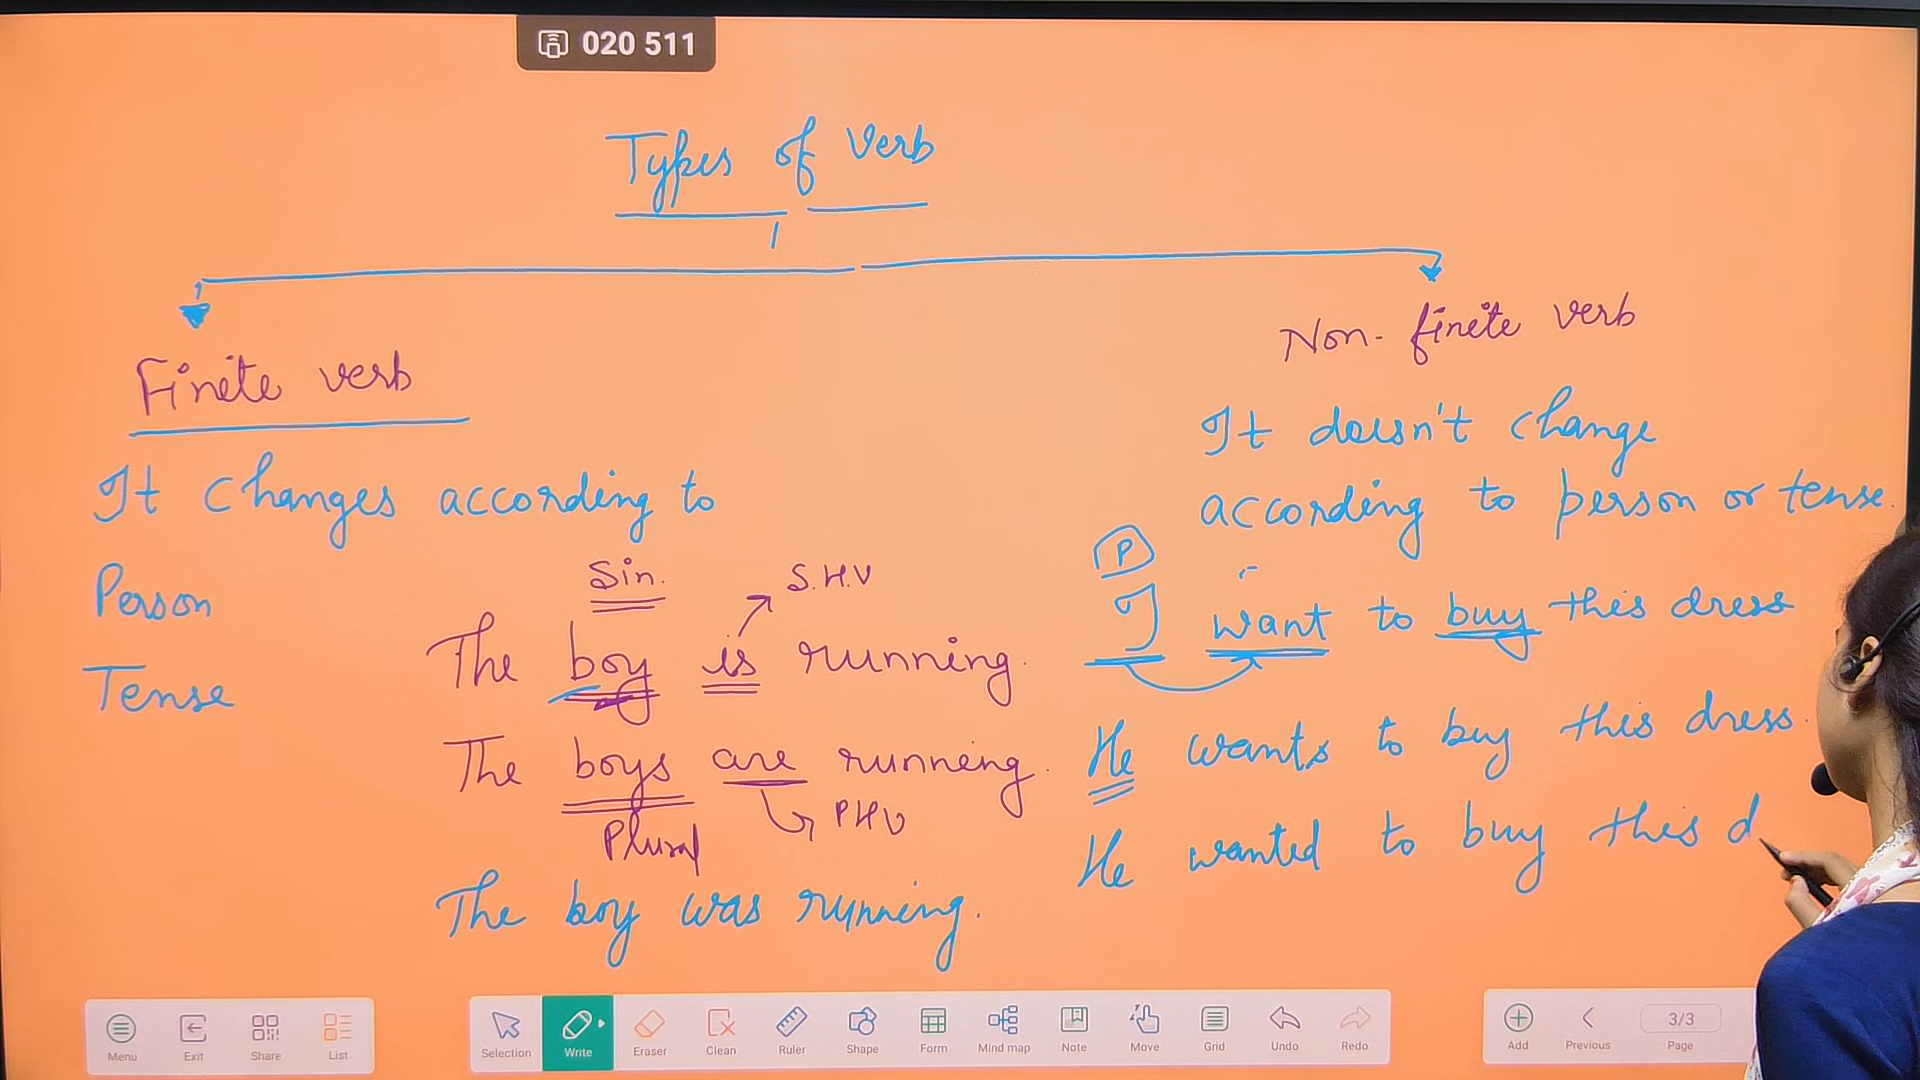 020 511
Types of Verb
Finite verb
It changes according to
Person
Tense
Sin.
S.H.V
The boy is running.
The boys are running.
Plural
PHV
The boy was running.
Non-finite verb
It doesn't change
according to person or tense.
P
I want to buy this dress
He wants to buy this dress.
He wanted to buy this d
Menu Exit Share List
Selection Write Eraser Clean Ruler Shape Form Mind map Note Move Grid Undo Redo
3/3
Add Previous Page